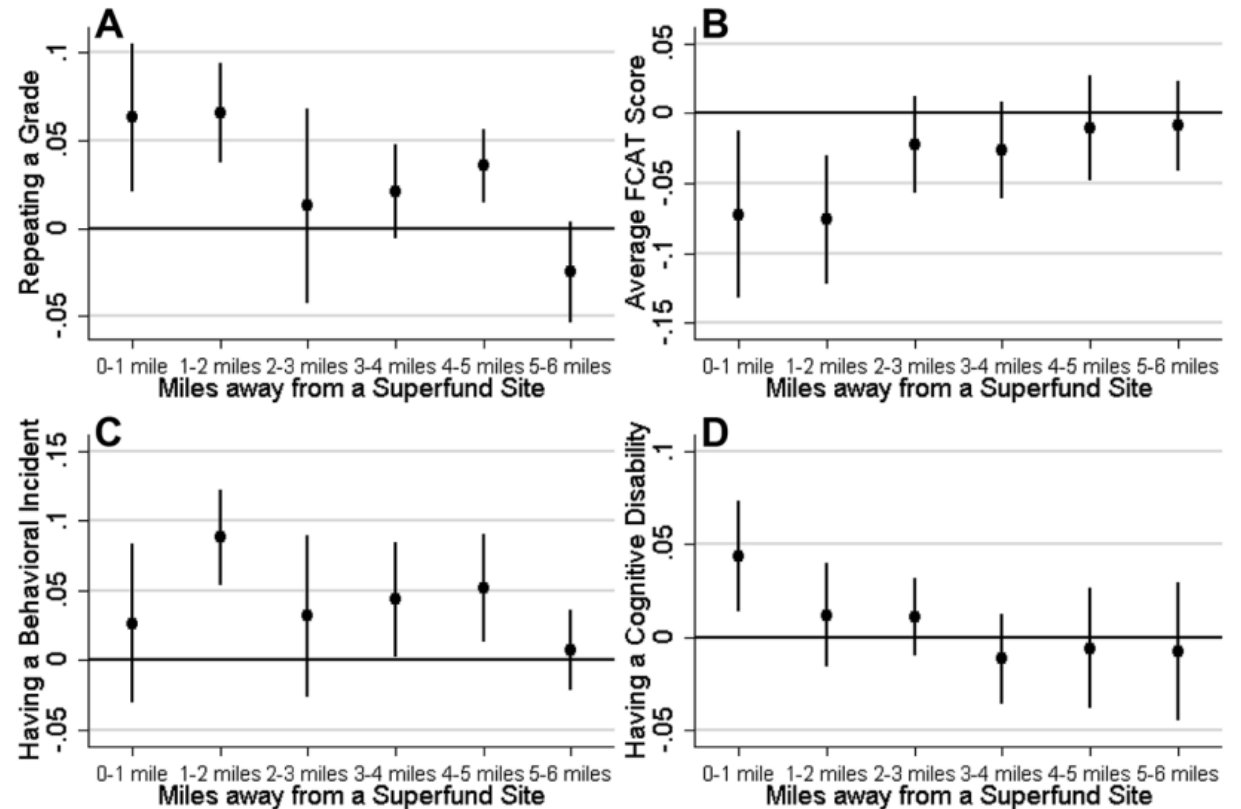 A
Repeating a Grade
.1
.05
0
-.05
0-1 mile 1-2 miles 2-3 miles 3-4 miles 4-5 miles 5-6 miles
Miles away from a Superfund Site
B
Average FCAT Score
.05
0
-.05
-.1
-.15
0-1 mile 1-2 miles 2-3 miles 3-4 miles 4-5 miles 5-6 miles
Miles away from a Superfund Site
C
Having a Behavioral Incident
.15
.1
.05
0
-.05
0-1 mile 1-2 miles 2-3 miles 3-4 miles 4-5 miles 5-6 miles
Miles away from a Superfund Site
D
Having a Cognitive Disability
.1
.05
0
-.05
0-1 mile 1-2 miles 2-3 miles 3-4 miles 4-5 miles 5-6 miles
Miles away from a Superfund Site